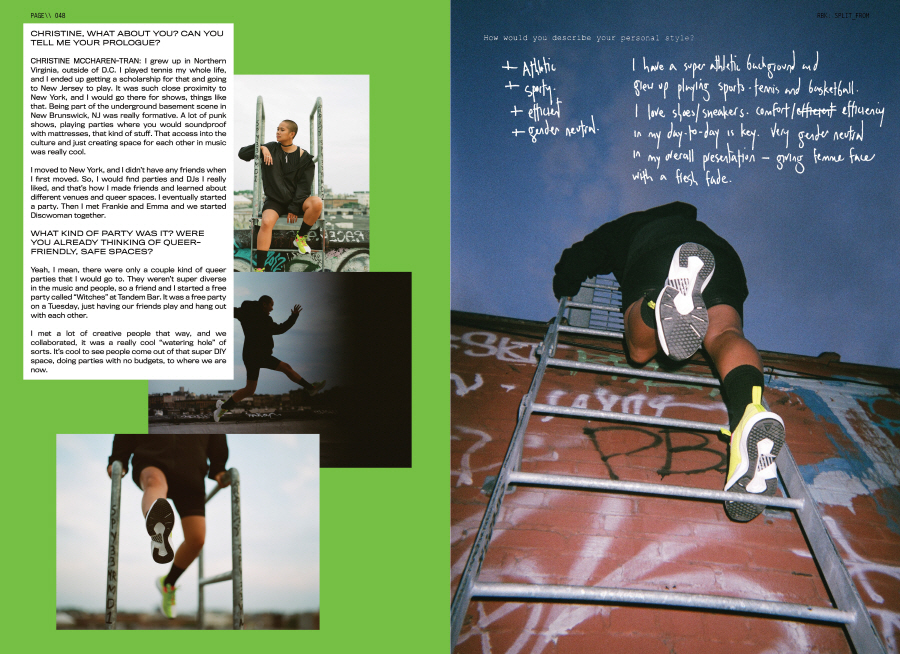 PAGE\\ 048
CHRISTINE, WHAT ABOUT YOU? CAN YOU
TELL ME YOUR PROLOGUE?
CHRISTINE MCCHAREN-TRAN: I grew up in Northern
Virginia, outside of D.C. I played tennis my whole life,
and I ended up getting a scholarship for that and going
to New Jersey to play. It was such close proximity to
New York, and I would go there for shows, things like
that. Being part of the underground basement scene in
New Brunswick, NJ was really formative. A lot of punk
shows, playing parties where you would soundproof
with mattresses, that kind of stuff. That access into the
culture and just creating space for each other in music
was really cool.
I moved to New York, and I didn't have any friends when
I first moved. So, I would find parties and DJs I really
liked, and that's how I made friends and learned about
different venues and queer spaces. I eventually started
a party. Then I met Frankie and Emma and we started
Discwoman together.
WHAT KIND OF PARTY WAS IT? WERE
YOU ALREADY THINKING OF QUEER-
FRIENDLY, SAFE SPACES?
Yeah, I mean, there were only a couple kind of queer
parties that I would go to. They weren't super diverse
in the music and people, so a friend and I started a free
party called "Witches" at Tandem Bar. It was a free party
on a Tuesday, just having our friends play and hang out
with each other.
I met a lot of creative people that way, and we
collaborated, it was a really cool "watering hole" of
sorts. It's cool to see people come out of that super DIY
space, doing parties with no budgets, to where we are
now.
RBK: SPLIT_FROM
How would you describe your personal style?
+ Athletic
+ sporty.
+ efficient
+ gender neutral.
I have a super athletic background and
grew up playing sports - tennis and basketball.
I love shoes/sneakers. comfort/efficient efficiency
in my day-to-day is key. Very gender neutral
in my overall presentation – giving femme face
with a fresh fade.
PB